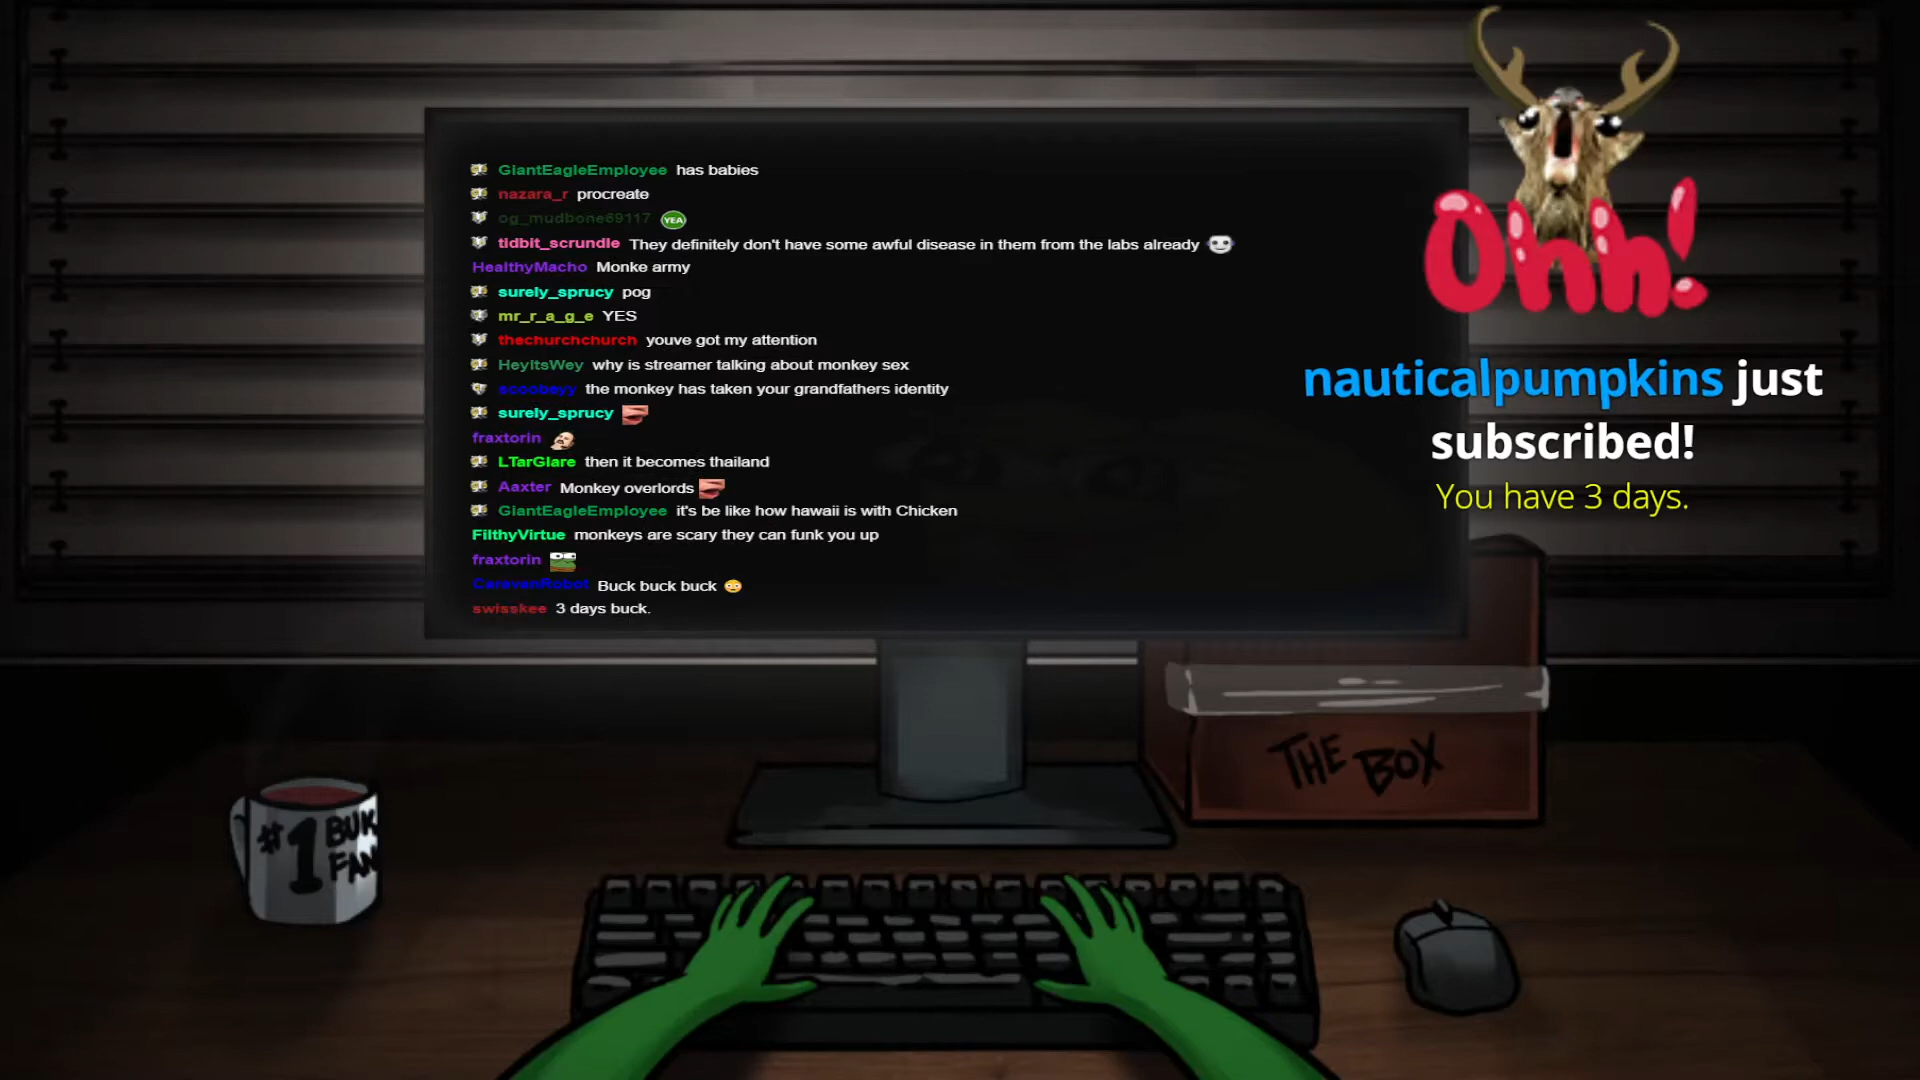 GiantEagleEmployee has babies
nazara_r procreate
og_mudbone69117 YEA
tidbit_scrundle They definitely don't have some awful disease in them from the labs already
HealthyMacho Monke army
surely_sprucy pog
mr_r_a_g_e YES
thechurchchurch youve got my attention
HeyItsWey why is streamer talking about monkey sex
scoobeyy the monkey has taken your grandfathers identity
surely_sprucy
fraxtorin
LTarGlare then it becomes thailand
Aaxter Monkey overlords
GiantEagleEmployee it's be like how hawaii is with Chicken
FilthyVirtue monkeys are scary they can funk you up
fraxtorin
CaravanRobot Buck buck buck
swisskee 3 days buck.
Ohh!
nauticalpumpkins just
subscribed!
You have 3 days.
THE BOX
#1 BUK
FAN